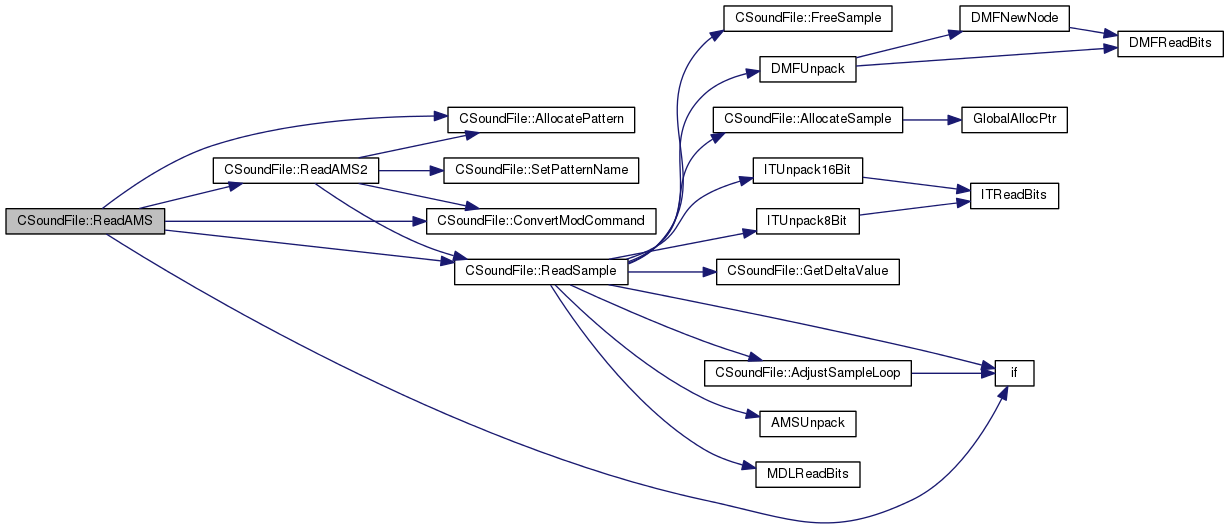 CSoundFile::ReadAMS
CSoundFile::AllocatePattern
CSoundFile::ReadAMS2
CSoundFile::SetPatternName
CSoundFile::ConvertModCommand
CSoundFile::ReadSample
CSoundFile::FreeSample
DMFUnpack
DMFNewNode
DMFReadBits
CSoundFile::AllocateSample
GlobalAllocPtr
ITUnpack16Bit
ITUnpack8Bit
ITReadBits
CSoundFile::GetDeltaValue
CSoundFile::AdjustSampleLoop
if
AMSUnpack
MDLReadBits